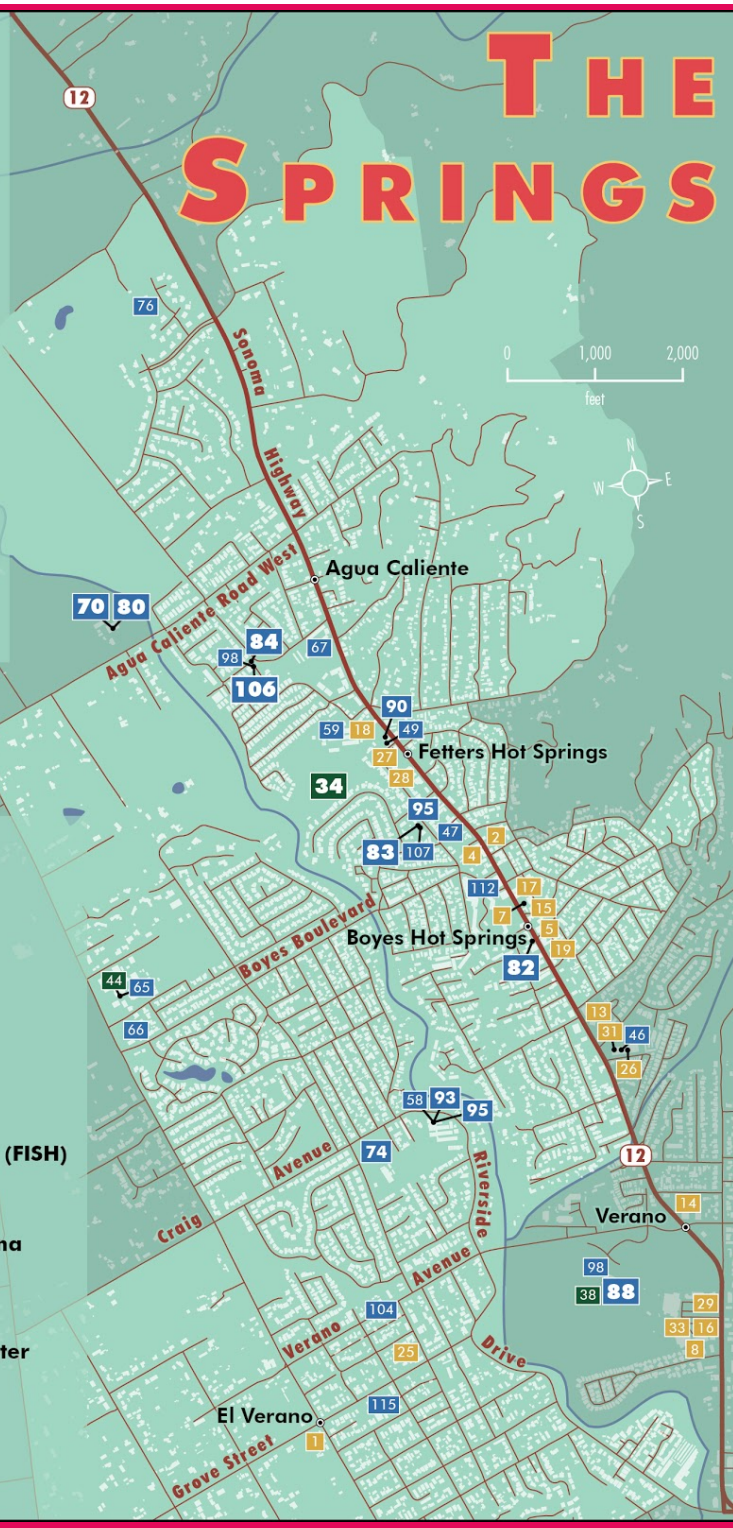 THE
SPRINGS
12
76
0 1,000 2,000
feet
Sonoma
Highway
N
W E
S
Agua Caliente
Agua Caliente Road West
70 80
84
98
67
106
90
59 18 49
27
Fetters Hot Springs
28
34
95
83 107
47
2
4
112
17
7
15
Boyes Hot Springs
5
19
82
Boyes Boulevard
44 65
66
13
31 46
26
58 93
95
74
(FISH)
Avenue
Craig
Riverside
12
14
Verano
na
98
38 88
Avenue
Verano
104
29
33 16
8
ter
25
Drive
115
El Verano
1
Grove Street